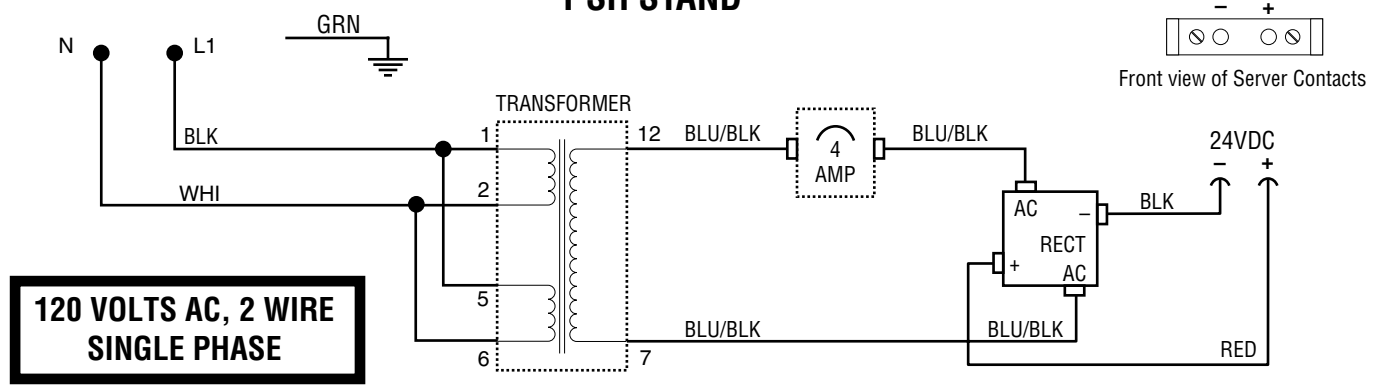 – +
Front view of Server Contacts
N
L1
GRN
TRANSFORMER
BLK
1
12
BLU/BLK
4
AMP
BLU/BLK
24VDC
– +
WHI
2
AC
–
BLK
RECT
+
AC
5
120 VOLTS AC, 2 WIRE
SINGLE PHASE
6
BLU/BLK
7
BLU/BLK
RED